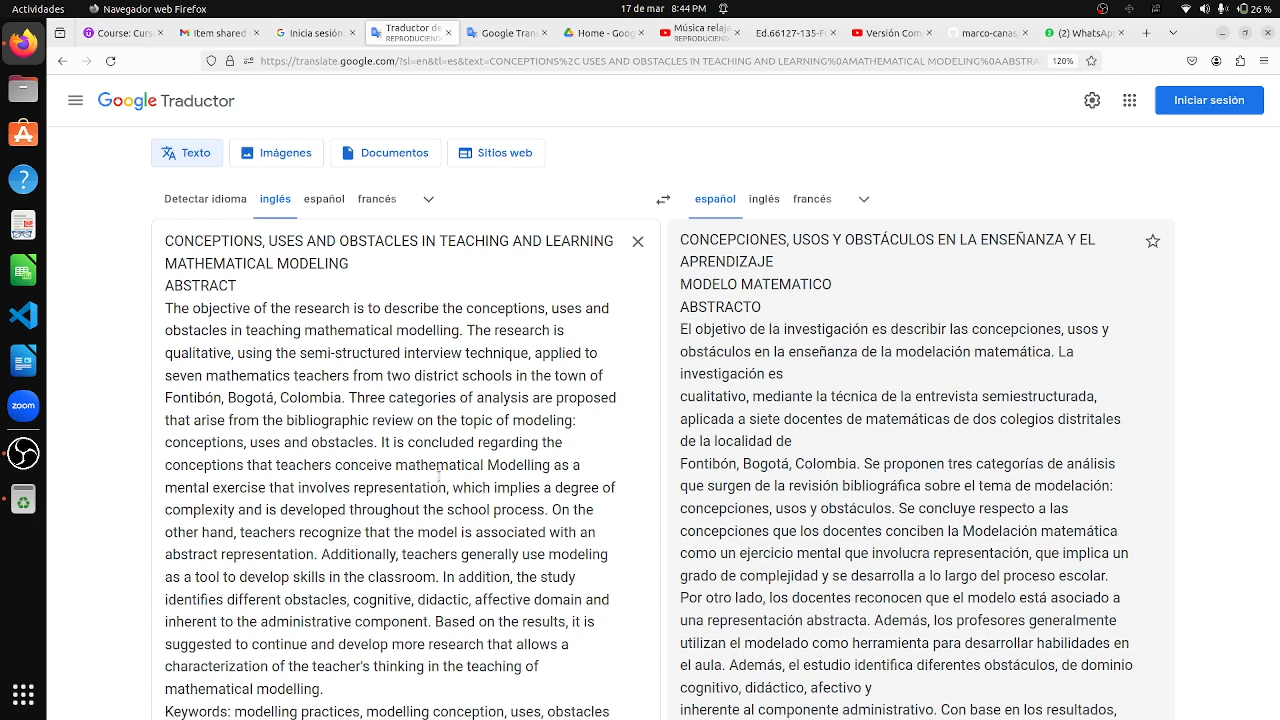 Actividades
Navegador web Firefox
17 de mar 8:44 PM
26 %
Course: Curs
Item shared
Inicia sesión:
Traductor de
REPRODUCIEND
Google Trans
Home - Goog
Música relaj
REPRODUCIEND
Ed.66127-135-Fi
Versión Com
marco-canas
(2) WhatsApp
https://translate.google.com/?sl=en&tl=es&text=CONCEPTIONS%2C USES AND OBSTACLES IN TEACHING AND LEARNING%0AMATHEMATICAL MODELING%0AABSTRA
120%
Google Traductor
Iniciar sesión
Texto
Imágenes
Documentos
Sitios web
Detectar idioma
inglés
español
francés
español
inglés
francés
CONCEPTIONS, USES AND OBSTACLES IN TEACHING AND LEARNING
MATHEMATICAL MODELING
ABSTRACT
The objective of the research is to describe the conceptions, uses and
obstacles in teaching mathematical modelling. The research is
qualitative, using the semi-structured interview technique, applied to
seven mathematics teachers from two district schools in the town of
Fontibón, Bogotá, Colombia. Three categories of analysis are proposed
that arise from the bibliographic review on the topic of modeling:
conceptions, uses and obstacles. It is concluded regarding the
conceptions that teachers conceive mathematical Modelling as a
mental exercise that involves representation, which implies a degree of
complexity and is developed throughout the school process. On the
other hand, teachers recognize that the model is associated with an
abstract representation. Additionally, teachers generally use modeling
as a tool to develop skills in the classroom. In addition, the study
identifies different obstacles, cognitive, didactic, affective domain and
inherent to the administrative component. Based on the results, it is
suggested to continue and develop more research that allows a
characterization of the teacher's thinking in the teaching of
mathematical modelling.
Keywords: modelling practices, modelling conception, uses, obstacles
CONCEPCIONES, USOS Y OBSTÁCULOS EN LA ENSEÑANZA Y EL
APRENDIZAJE
MODELO MATEMATICO
ABSTRACTO
El objetivo de la investigación es describir las concepciones, usos y
obstáculos en la enseñanza de la modelación matemática. La
investigación es
cualitativo, mediante la técnica de la entrevista semiestructurada,
aplicada a siete docentes de matemáticas de dos colegios distritales
de la localidad de
Fontibón, Bogotá, Colombia. Se proponen tres categorías de análisis
que surgen de la revisión bibliográfica sobre el tema de modelación:
concepciones, usos y obstáculos. Se concluye respecto a las
concepciones que los docentes conciben la Modelación matemática
como un ejercicio mental que involucra representación, que implica un
grado de complejidad y se desarrolla a lo largo del proceso escolar.
Por otro lado, los docentes reconocen que el modelo está asociado a
una representación abstracta. Además, los profesores generalmente
utilizan el modelado como herramienta para desarrollar habilidades en
el aula. Además, el estudio identifica diferentes obstáculos, de dominio
cognitivo, didáctico, afectivo y
inherente al componente administrativo. Con base en los resultados,
zoom